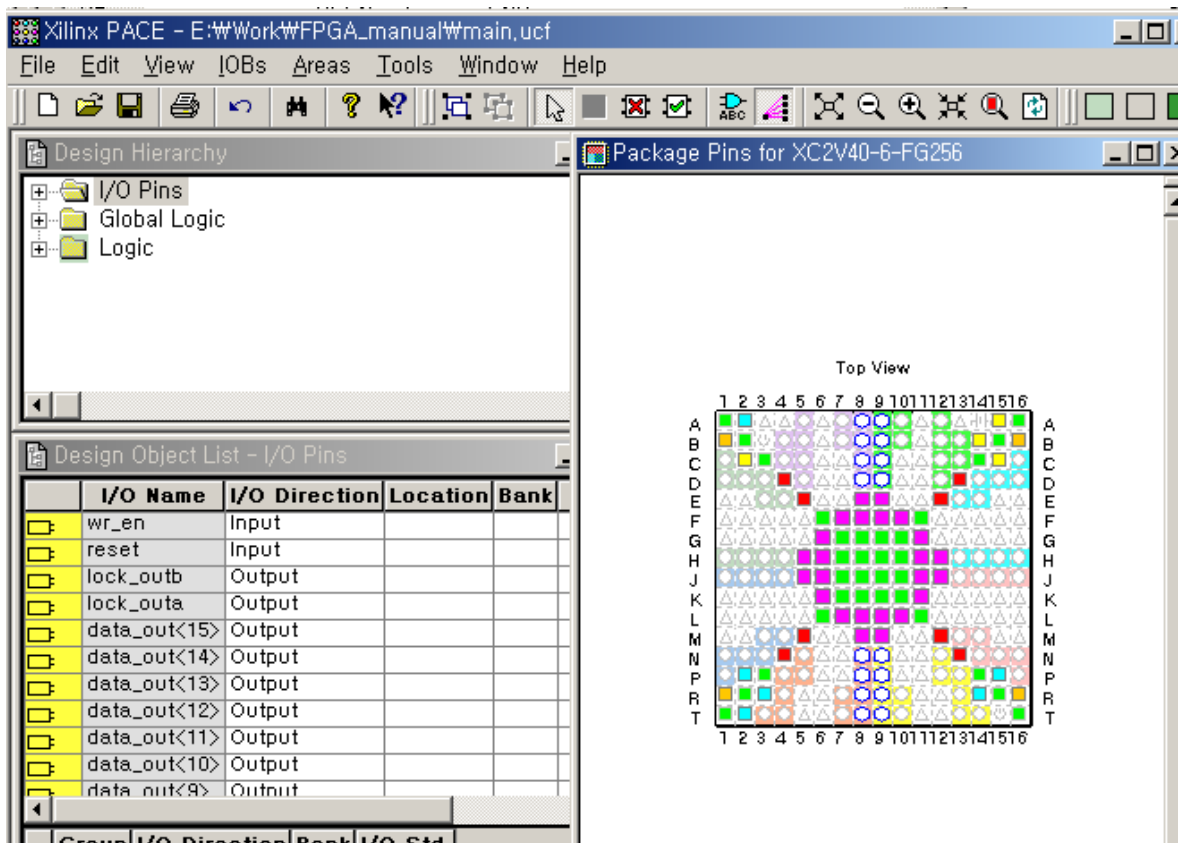 Xilinx PACE - E:₩Work₩FPGA_manual₩main.ucf
File Edit View IOBs Areas Tools Window Help
ABC
Design Hierarchy
I/O Pins
Global Logic
Logic
Design Object List - I/O Pins
I/O Name I/O Direction Location Bank
wr_en Input
reset Input
lock_outb Output
lock_outa Output
data_out<15> Output
data_out<14> Output
data_out<13> Output
data_out<12> Output
data_out<11> Output
data_out<10> Output
data_out<9> Output
Group I/O Direction Bank I/O Std.
Package Pins for XC2V40-6-FG256
Top View
1 2 3 4 5 6 7 8 9 10 11 12 13 14 15 16
A A
B B
C C
D D
E E
F F
G G
H H
J J
K K
L L
M M
N N
P P
R R
T T
1 2 3 4 5 6 7 8 9 10 11 12 13 14 15 16